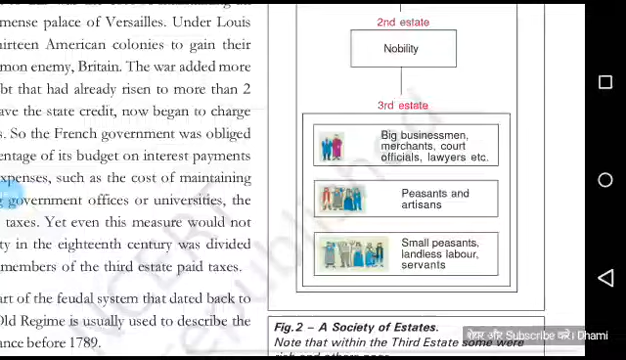 mense palace of Versailles. Under Louis
irteen American colonies to gain their
mon enemy, Britain. The war added more
bt that had already risen to more than 2
ave the state credit, now began to charge
s. So the French government was obliged
entage of its budget on interest payments
xpenses, such as the cost of maintaining
g government offices or universities, the
taxes. Yet even this measure would not
ty in the eighteenth century was divided
members of the third estate paid taxes.
art of the feudal system that dated back to
Old Regime is usually used to describe the
ance before 1789.
2nd estate
Nobility
3rd estate
Big businessmen,
merchants, court
officials, lawyers etc.
Peasants and
artisans
Small peasants,
landless labour,
servants
Fig.2 – A Society of Estates.
Note that within the Third Estate some were
शेहर और Subscribe करें। Dhami